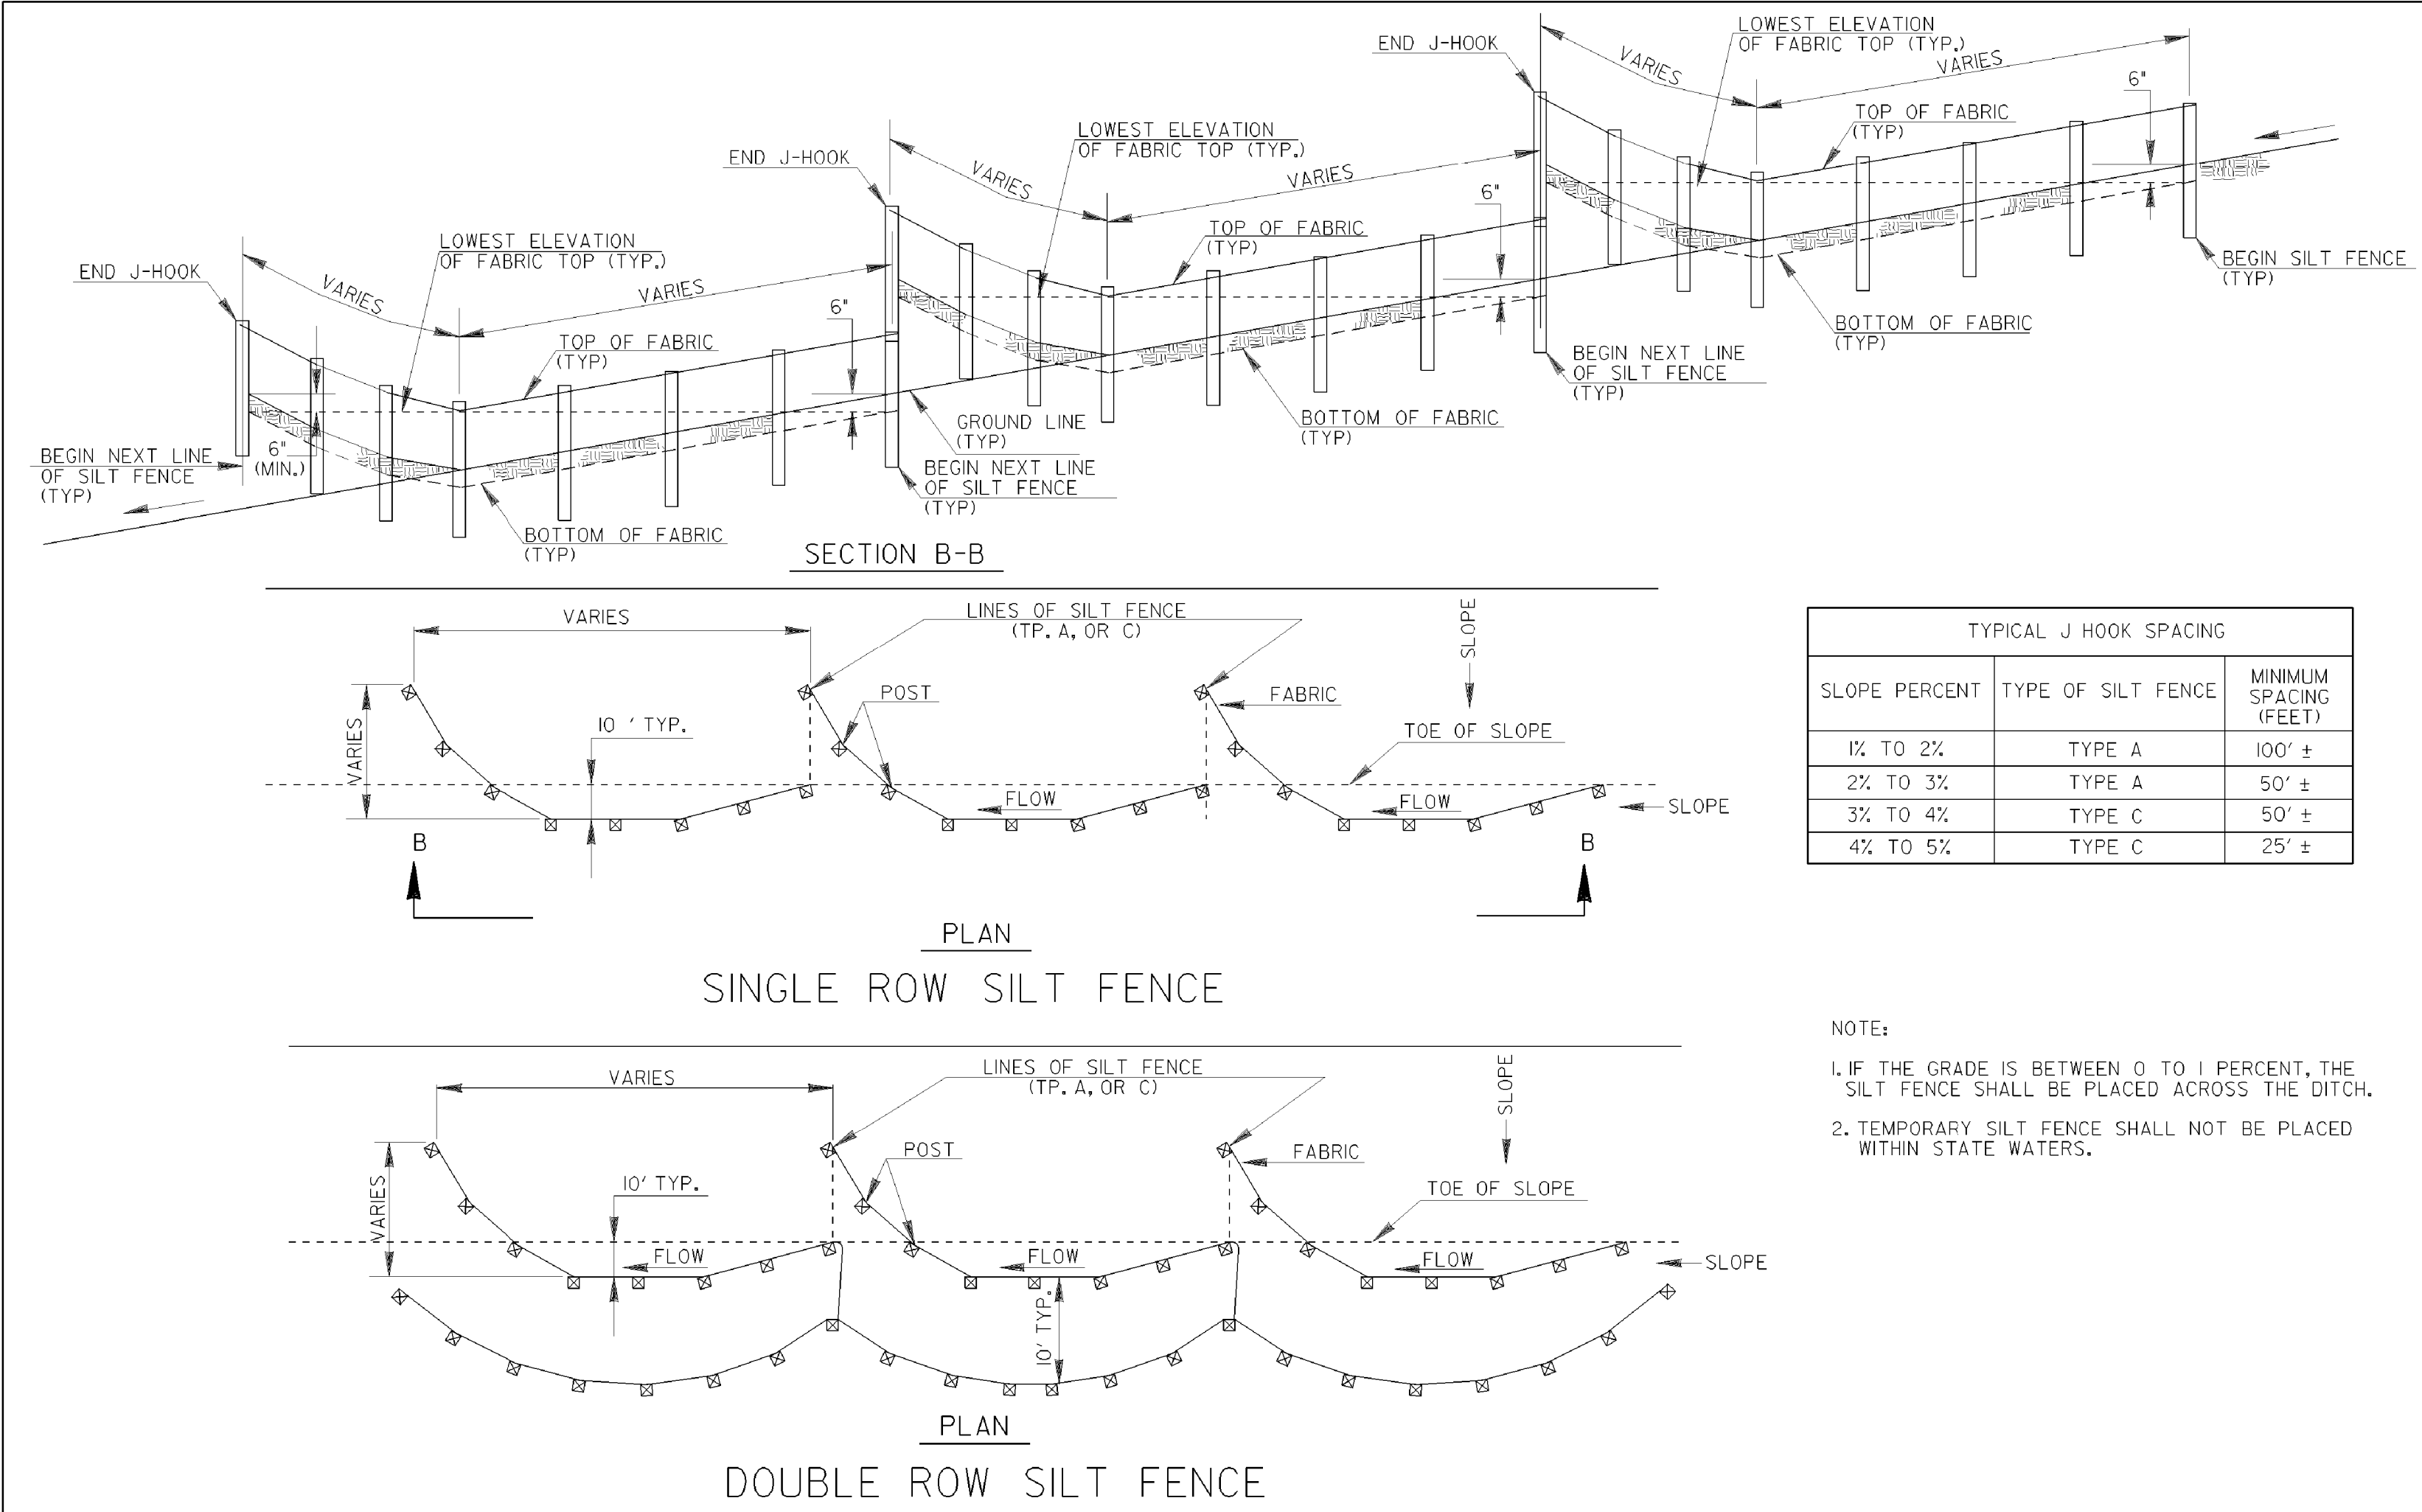 LOWEST ELEVATION
OF FABRIC TOP (TYP.)
END J-HOOK
VARIES
VARIES
6"
TOP OF FABRIC
(TYP)
BEGIN SILT FENCE
(TYP)
BOTTOM OF FABRIC
(TYP)
BEGIN NEXT LINE
OF SILT FENCE
(TYP)
LOWEST ELEVATION
OF FABRIC TOP (TYP.)
END J-HOOK
VARIES
VARIES
6"
TOP OF FABRIC
(TYP)
BOTTOM OF FABRIC
(TYP)
GROUND LINE
(TYP)
BEGIN NEXT LINE
OF SILT FENCE
(TYP)
LOWEST ELEVATION
OF FABRIC TOP (TYP.)
END J-HOOK
VARIES
VARIES
6"
TOP OF FABRIC
(TYP)
6"
(MIN.)
BEGIN NEXT LINE
OF SILT FENCE
(TYP)
BOTTOM OF FABRIC
(TYP)
SECTION B-B
VARIES
LINES OF SILT FENCE
(TP. A, OR C)
SLOPE
POST
FABRIC
10 ' TYP.
TOE OF SLOPE
VARIES
FLOW
FLOW
SLOPE
B
B
PLAN
SINGLE ROW SILT FENCE
TYPICAL J HOOK SPACING
SLOPE PERCENT TYPE OF SILT FENCE MINIMUM
SPACING
(FEET)
1% TO 2% TYPE A 100' ±
2% TO 3% TYPE A 50' ±
3% TO 4% TYPE C 50' ±
4% TO 5% TYPE C 25' ±
NOTE:
1. IF THE GRADE IS BETWEEN 0 TO 1 PERCENT, THE
SILT FENCE SHALL BE PLACED ACROSS THE DITCH.
2. TEMPORARY SILT FENCE SHALL NOT BE PLACED
WITHIN STATE WATERS.
VARIES
LINES OF SILT FENCE
(TP. A, OR C)
SLOPE
POST
FABRIC
10' TYP.
TOE OF SLOPE
VARIES
FLOW
FLOW
FLOW
SLOPE
10' TYP.
PLAN
DOUBLE ROW SILT FENCE